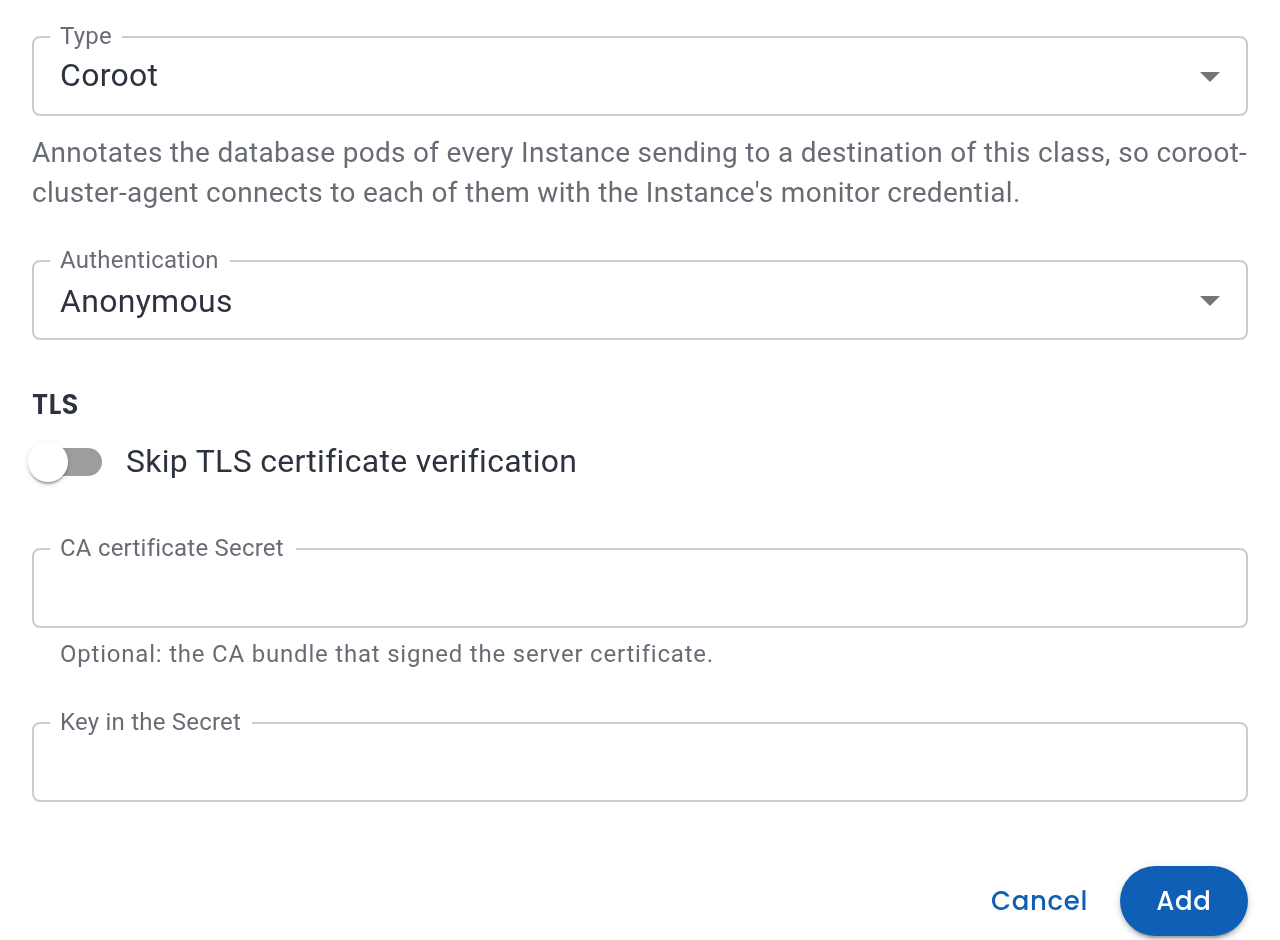 Type
Coroot
Annotates the database pods of every Instance sending to a destination of this class, so coroot-
cluster-agent connects to each of them with the Instance's monitor credential.
Authentication
Anonymous
TLS
Skip TLS certificate verification
CA certificate Secret
Optional: the CA bundle that signed the server certificate.
Key in the Secret
Cancel Add